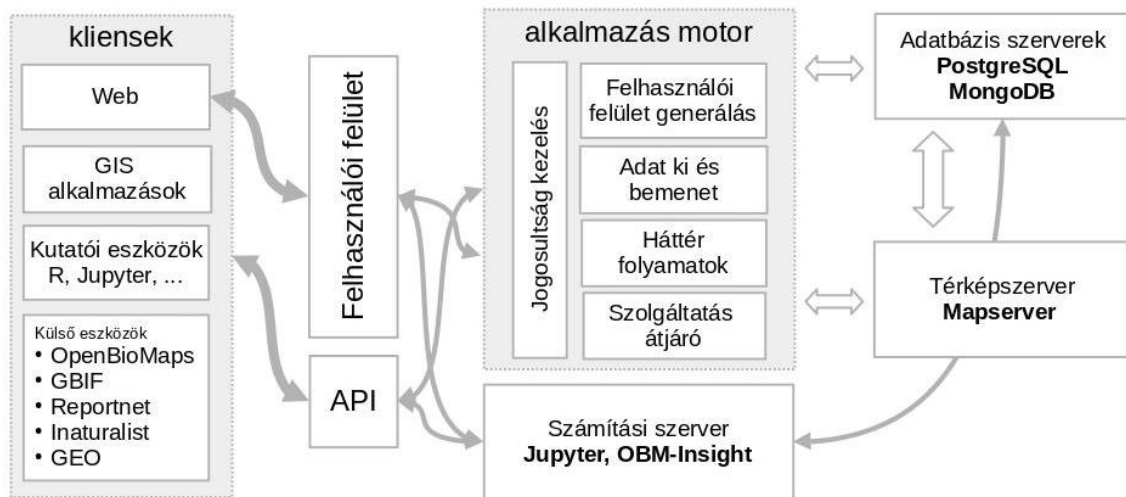 kliensek
Web
GIS
alkalmazások
Kutatói eszközök
R, Jupyter, ...
Külső eszközök
• OpenBioMaps
• GBIF
• Reportnet
• Inaturalist
• GEO
Felhasználói felület
API
alkalmazás motor
Jogosultság kezelés
Felhasználói
felület generálás
Adat ki és
bemenet
Háttér
folyamatok
Szolgáltatás
átjáró
Számítási szerver
Jupyter, OBM-Insight
Adatbázis szerverek
PostgreSQL
MongoDB
Térképszerver
Mapserver